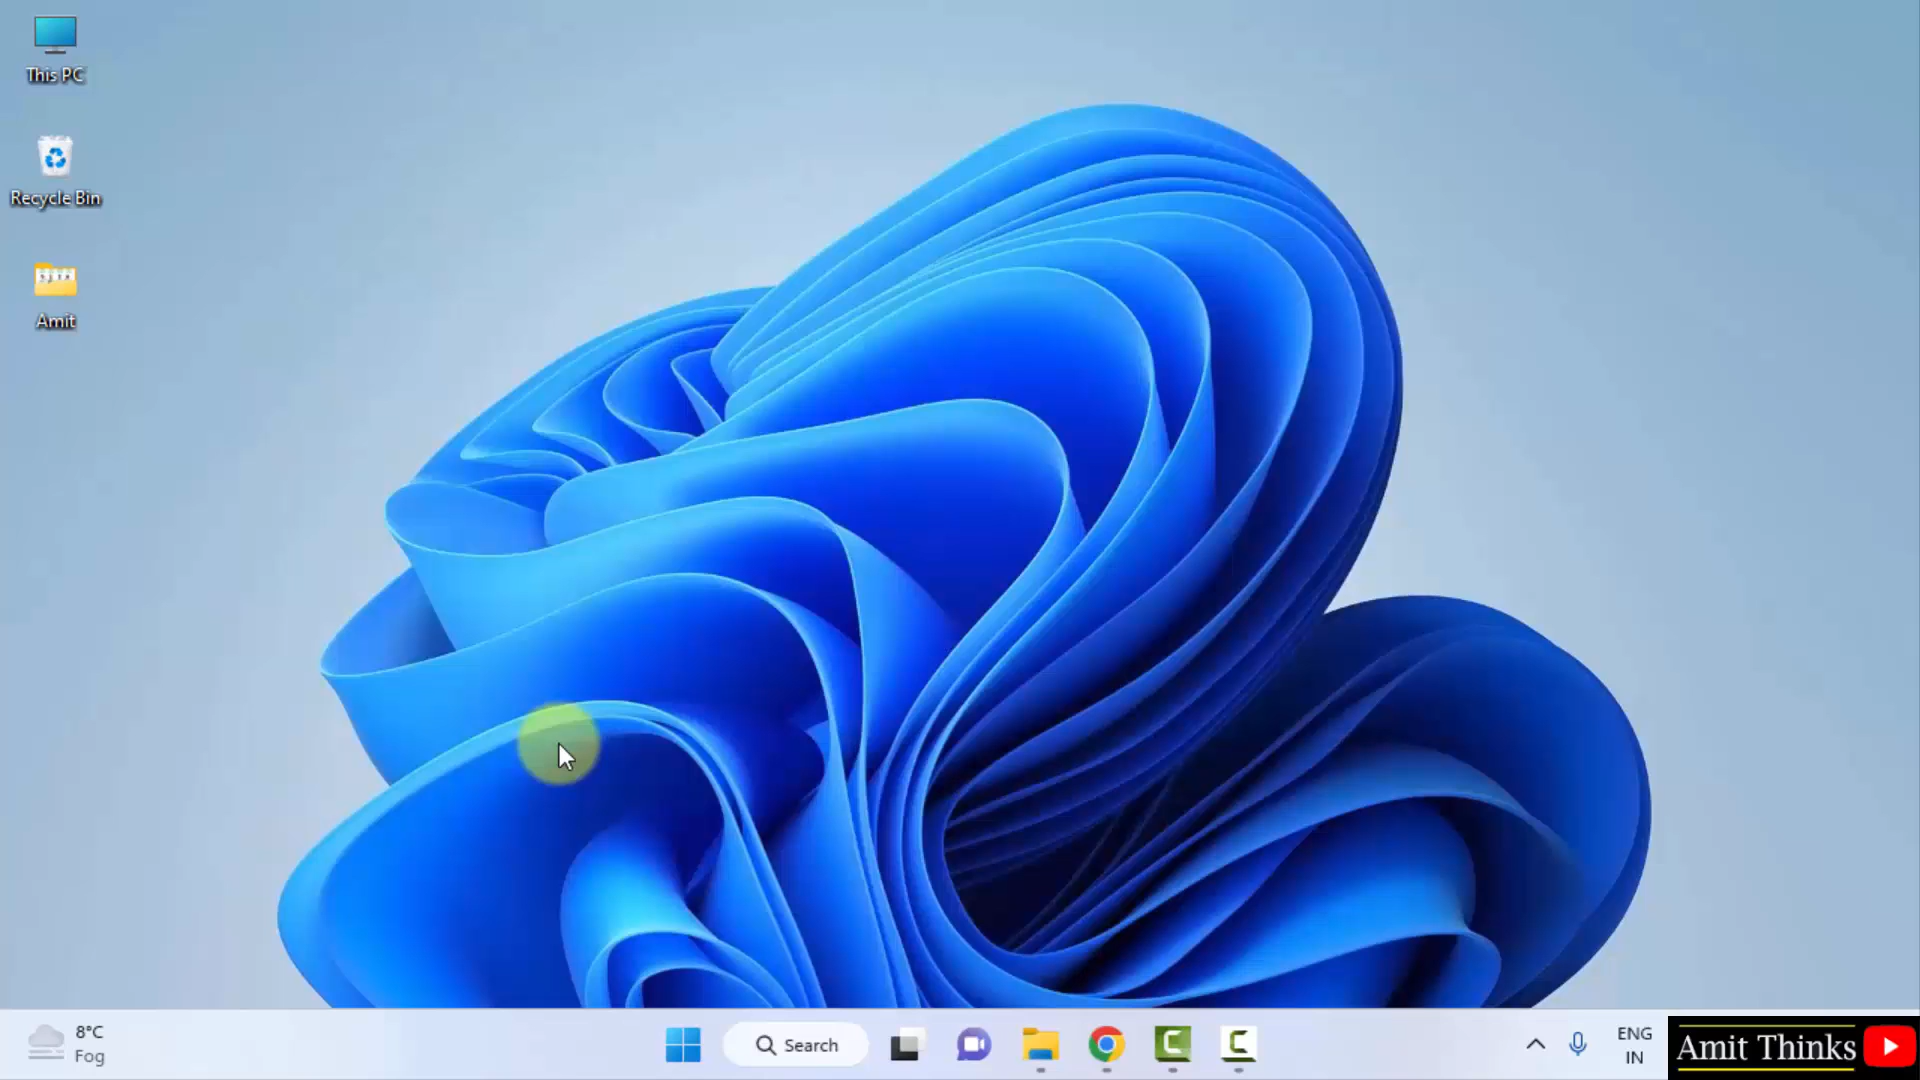 This PC
Recycle Bin
Amit
8°C
Fog
Search
ENG
IN
Amit Thinks